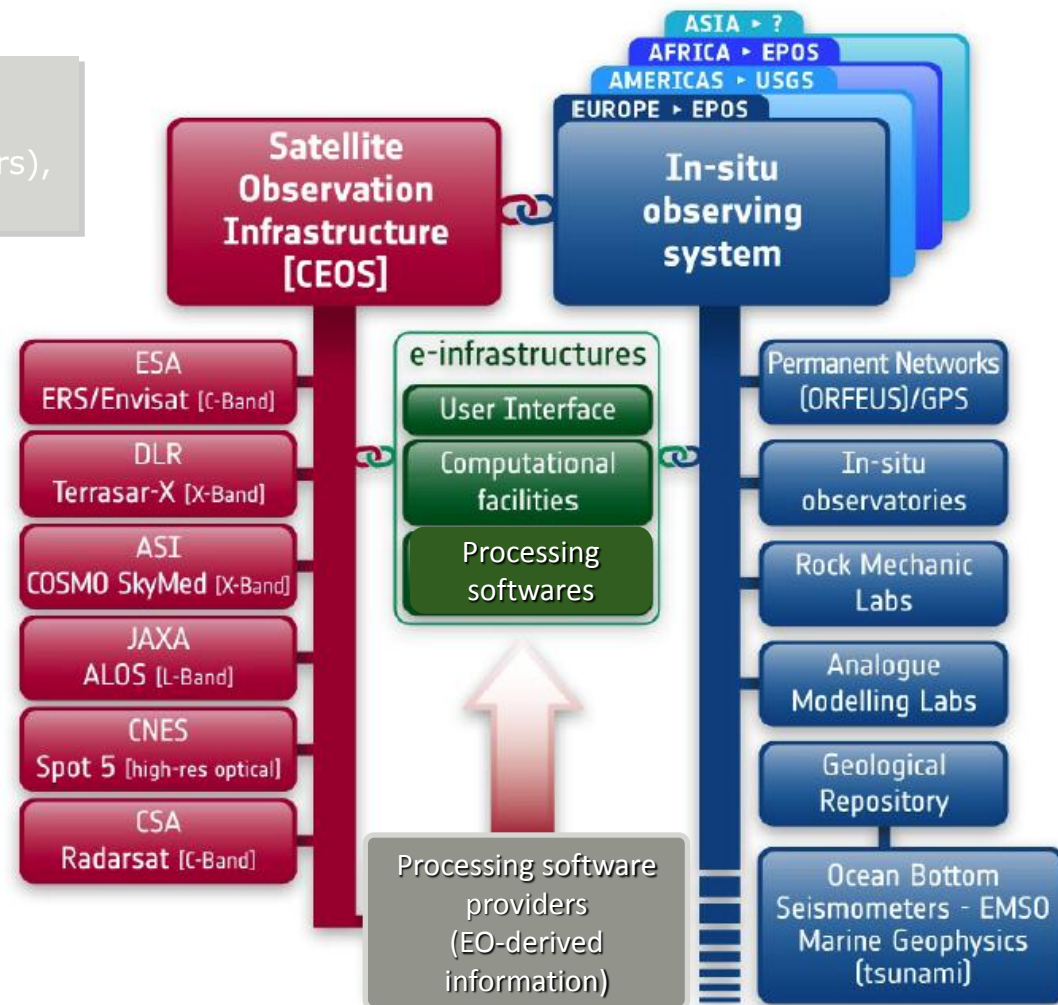 rs),
ASIA ▸ ?
AFRICA ▸ EPOS
AMERICAS ▸ USGS
EUROPE ▸ EPOS
Satellite
Observation
Infrastructure
[CEOS]
In-situ
observing
system
ESA
ERS/Envisat [C-Band]
DLR
Terrasar-X [X-Band]
ASI
COSMO SkyMed [X-Band]
JAXA
ALOS [L-Band]
CNES
Spot 5 [high-res optical]
CSA
Radarsat [C-Band]
e-infrastructures
User Interface
Computational
facilities
Processing
softwares
Processing software
providers
(EO-derived
information)
Permanent Networks
(ORFEUS)/GPS
In-situ
observatories
Rock Mechanic
Labs
Analogue
Modelling Labs
Geological
Repository
Ocean Bottom
Seismometers - EMSO
Marine Geophysics
(tsunami)